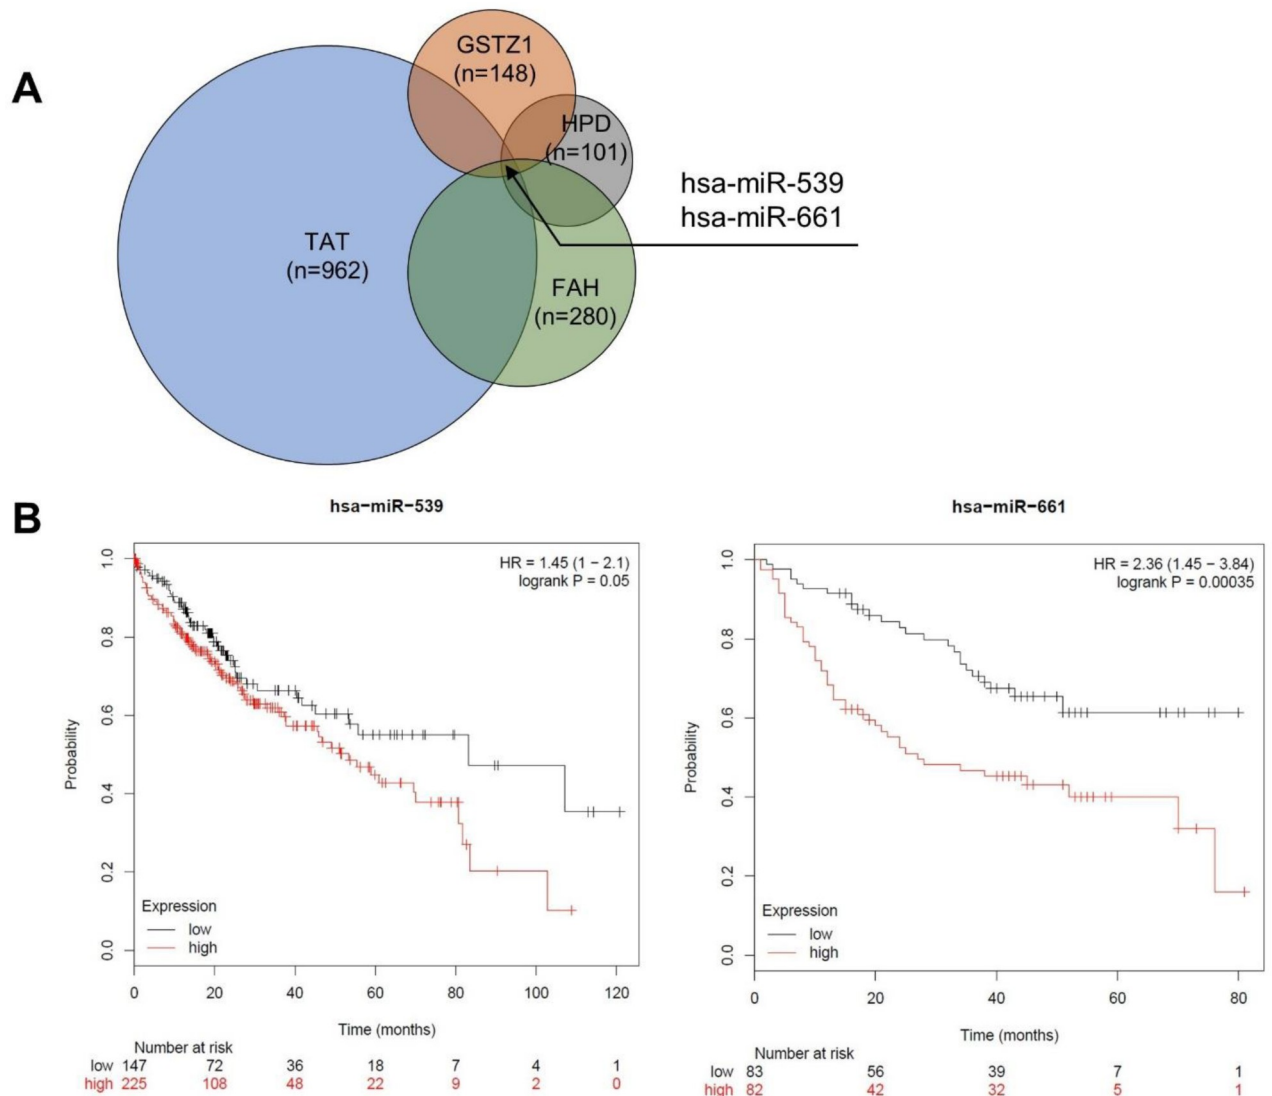 A
GSTZ1
(n=148)
HPD
(n=101)
hsa-miR-539
hsa-miR-661
TAT
(n=962)
FAH
(n=280)
B
hsa−miR−539
HR = 1.45 (1 − 2.1)
logrank P = 0.05
Probability
1.0
0.8
0.6
0.4
0.2
0.0
Expression
low
high
0 20 40 60 80 100 120
Time (months)
Number at risk
low 147 72 36 18 7 4 1
high 225 108 48 22 9 2 0
hsa−miR−661
HR = 2.36 (1.45 − 3.84)
logrank P = 0.00035
Probability
1.0
0.8
0.6
0.4
0.2
0.0
Expression
low
high
0 20 40 60 80
Time (months)
Number at risk
low 83 56 39 7 1
high 82 42 32 5 1